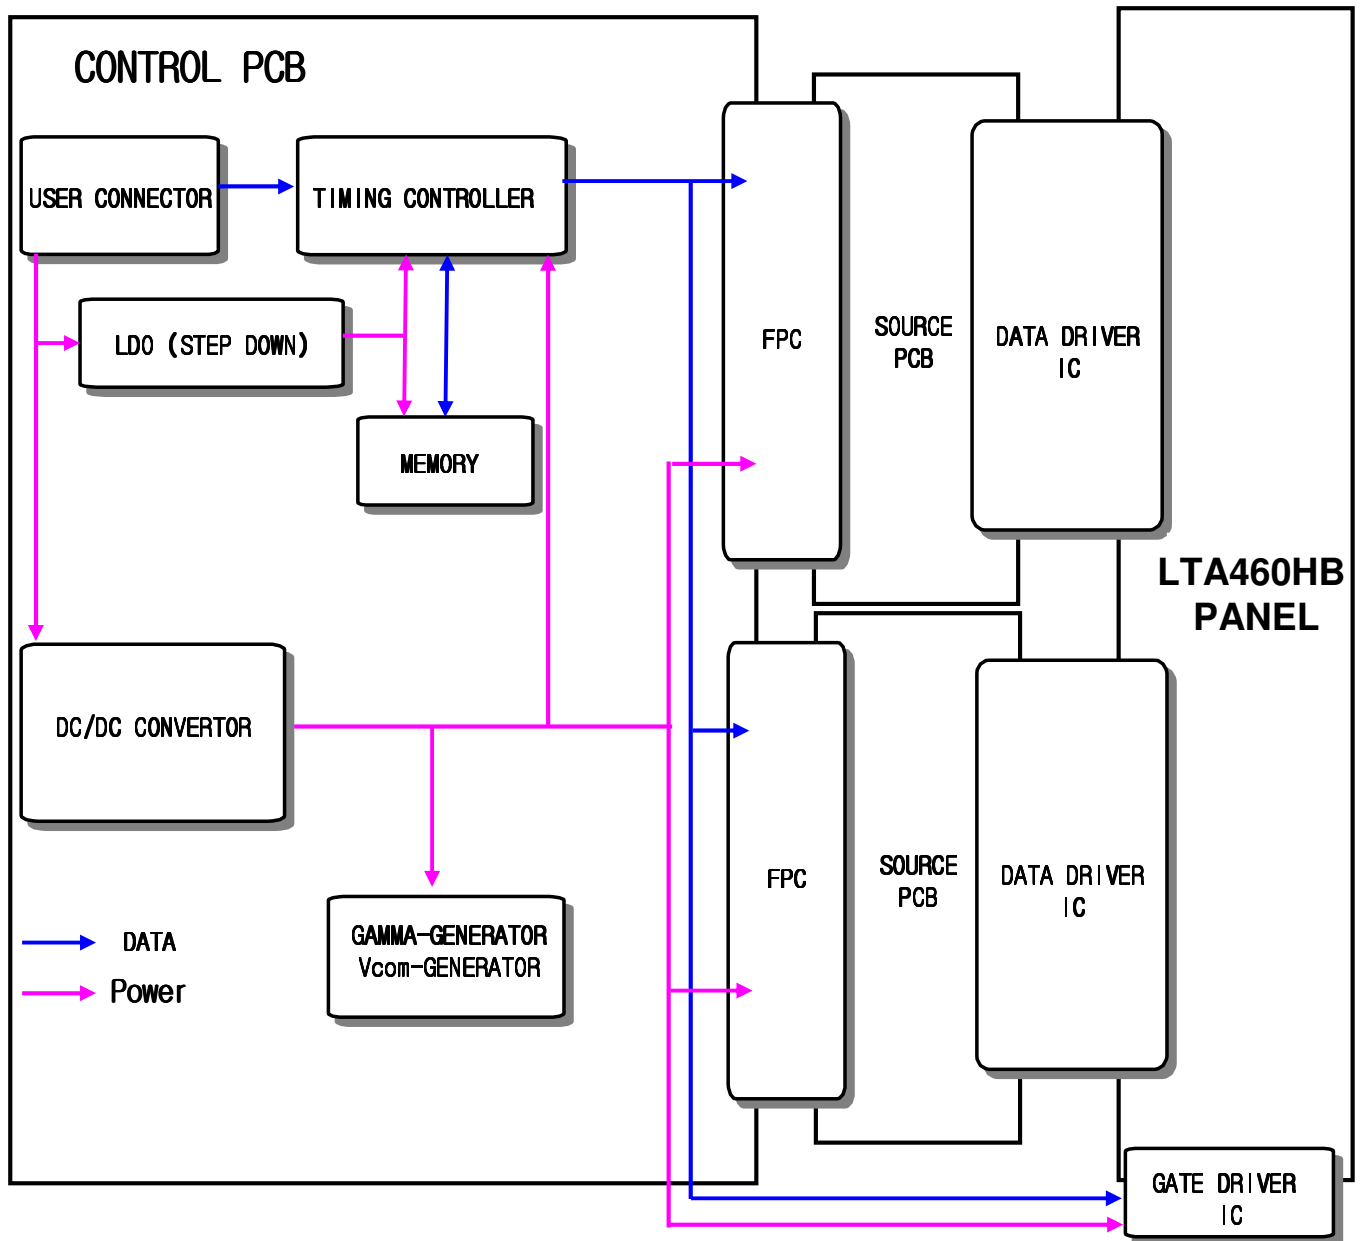 CONTROL PCB
USER CONNECTOR
TIMING CONTROLLER
LDO (STEP DOWN)
MEMORY
DC/DC CONVERTOR
GAMMA-GENERATOR
Vcom-GENERATOR
DATA
Power
FPC
SOURCE
PCB
DATA DRIVER
IC
FPC
SOURCE
PCB
DATA DRIVER
IC
LTA460HB
PANEL
GATE DRIVER
IC